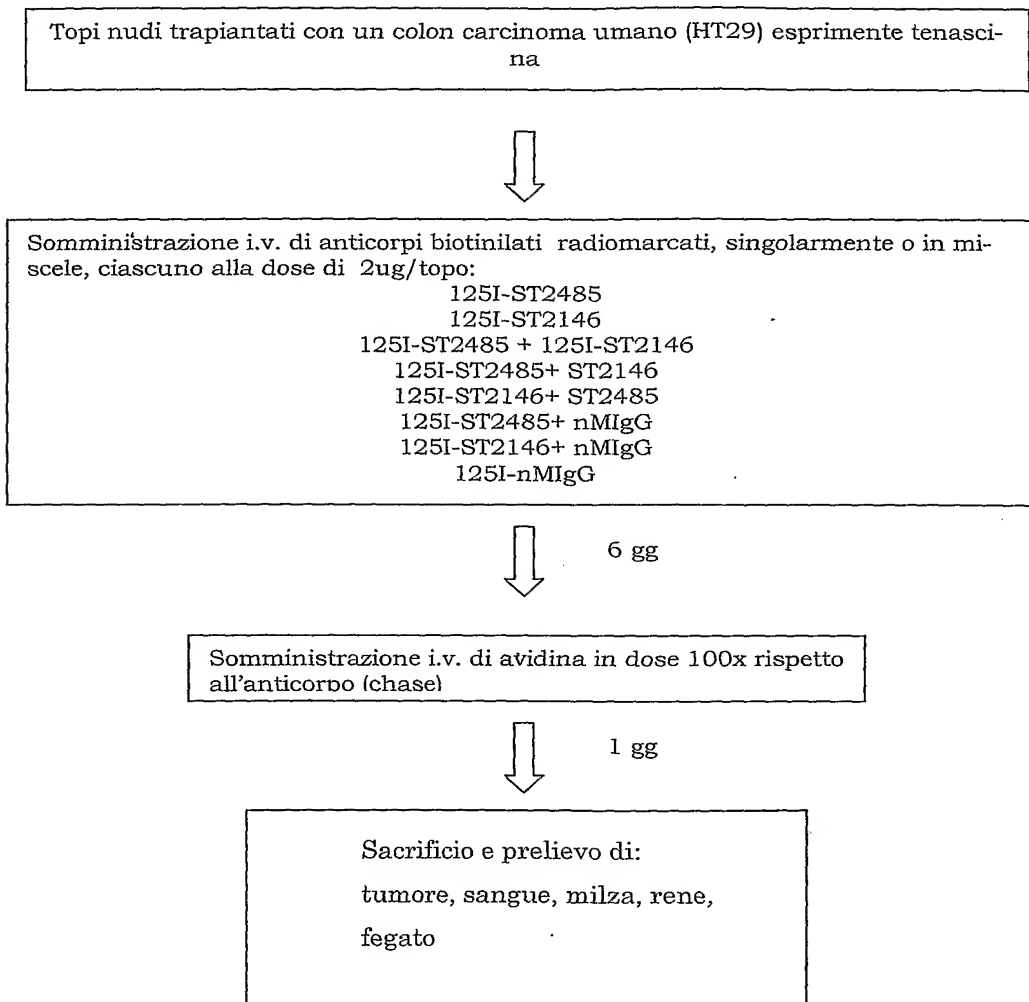 Topi nudi trapiantati con un colon carcinoma umano (HT29) esprimente tenasci-
na
Somministrazione i.v. di anticorpi biotinilati radiomarcati, singolarmente o in mi-
scele, ciascuno alla dose di 2ug/topo:
125I-ST2485
125I-ST2146
125I-ST2485 + 125I-ST2146
125I-ST2485+ ST2146
125I-ST2146+ ST2485
125I-ST2485+ nMIgG
125I-ST2146+ nMIgG
125I-nMIgG
6 gg
Somministrazione i.v. di avidina in dose 100x rispetto
all'anticorpo (chase)
1 gg
Sacrificio e prelievo di:
tumore, sangue, milza, rene,
fegato